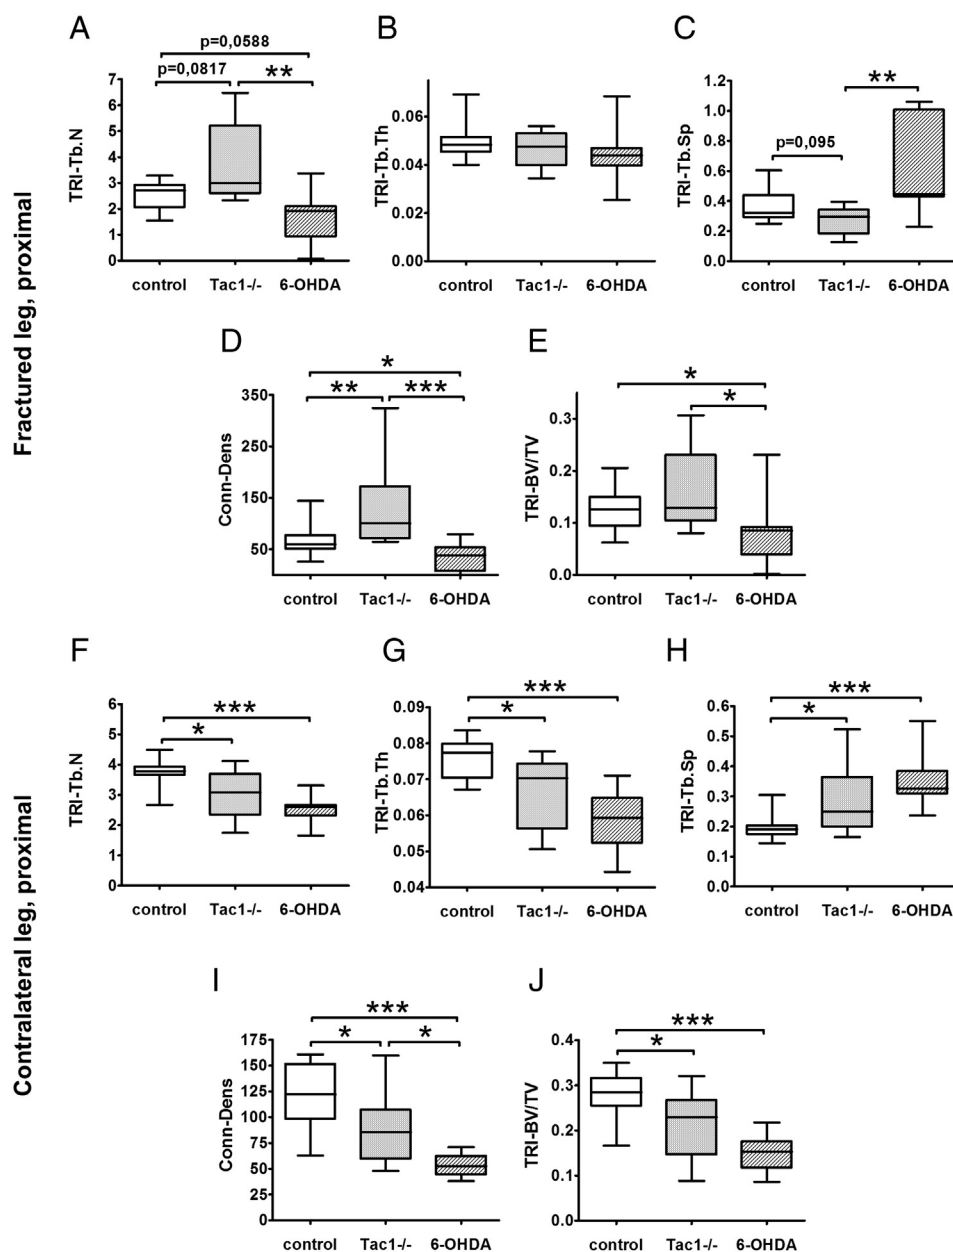 Fractured leg, proximal
A
p=0,0588
p=0,0817
**
TRI-Tb.N
7
6
5
4
3
2
1
0
control Tac1-/- 6-OHDA
B
TRI-Tb.Th
0.06
0.04
0.02
0.00
control Tac1-/- 6-OHDA
C
**
p=0,095
TRI-Tb.Sp
1.2
1.0
0.8
0.6
0.4
0.2
0.0
control Tac1-/- 6-OHDA
D
*
** ***
Conn-Dens
350
250
150
50
control Tac1-/- 6-OHDA
E
*
*
TRI-BV/TV
0.3
0.2
0.1
0.0
control Tac1-/- 6-OHDA
Contralateral leg, proximal
F
***
*
TRI-Tb.N
6
5
4
3
2
1
0
control Tac1-/- 6-OHDA
G
***
*
TRI-Tb.Th
0.09
0.08
0.07
0.06
0.05
0.04
control Tac1-/- 6-OHDA
H
***
*
TRI-Tb.Sp
0.6
0.5
0.4
0.3
0.2
0.1
0.0
control Tac1-/- 6-OHDA
I
***
* *
Conn-Dens
175
150
125
100
75
50
25
0
control Tac1-/- 6-OHDA
J
***
*
TRI-BV/TV
0.4
0.3
0.2
0.1
0.0
control Tac1-/- 6-OHDA